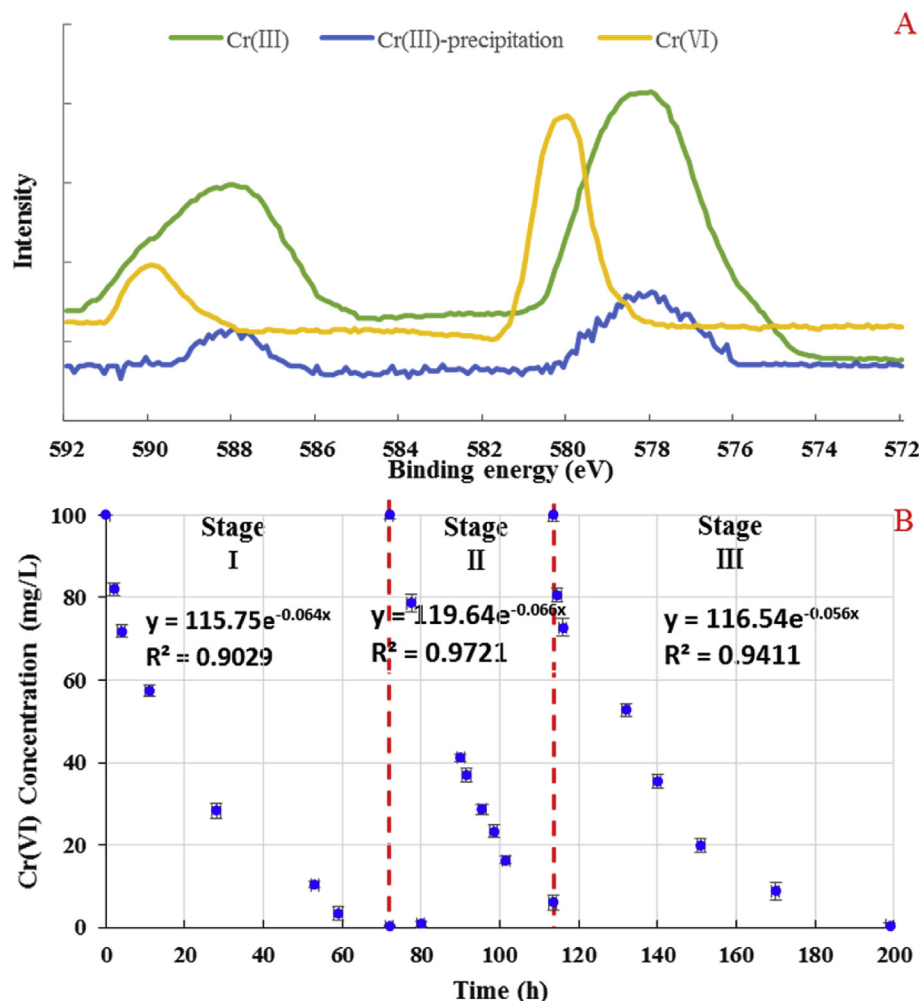 A
Cr(III) Cr(III)-precipitation Cr(VI)
Intensity
592 590 588 586 584 582 580 578 576 574 572
Binding energy (eV)
B
Cr(VI) Concentration (mg/L)
100
80
60
40
20
0
Stage
I
y = 115.75e^-0.064x
R² = 0.9029
Stage
II
y = 119.64e^-0.066x
R² = 0.9721
Stage
III
y = 116.54e^-0.056x
R² = 0.9411
0 20 40 60 80 100 120 140 160 180 200
Time (h)